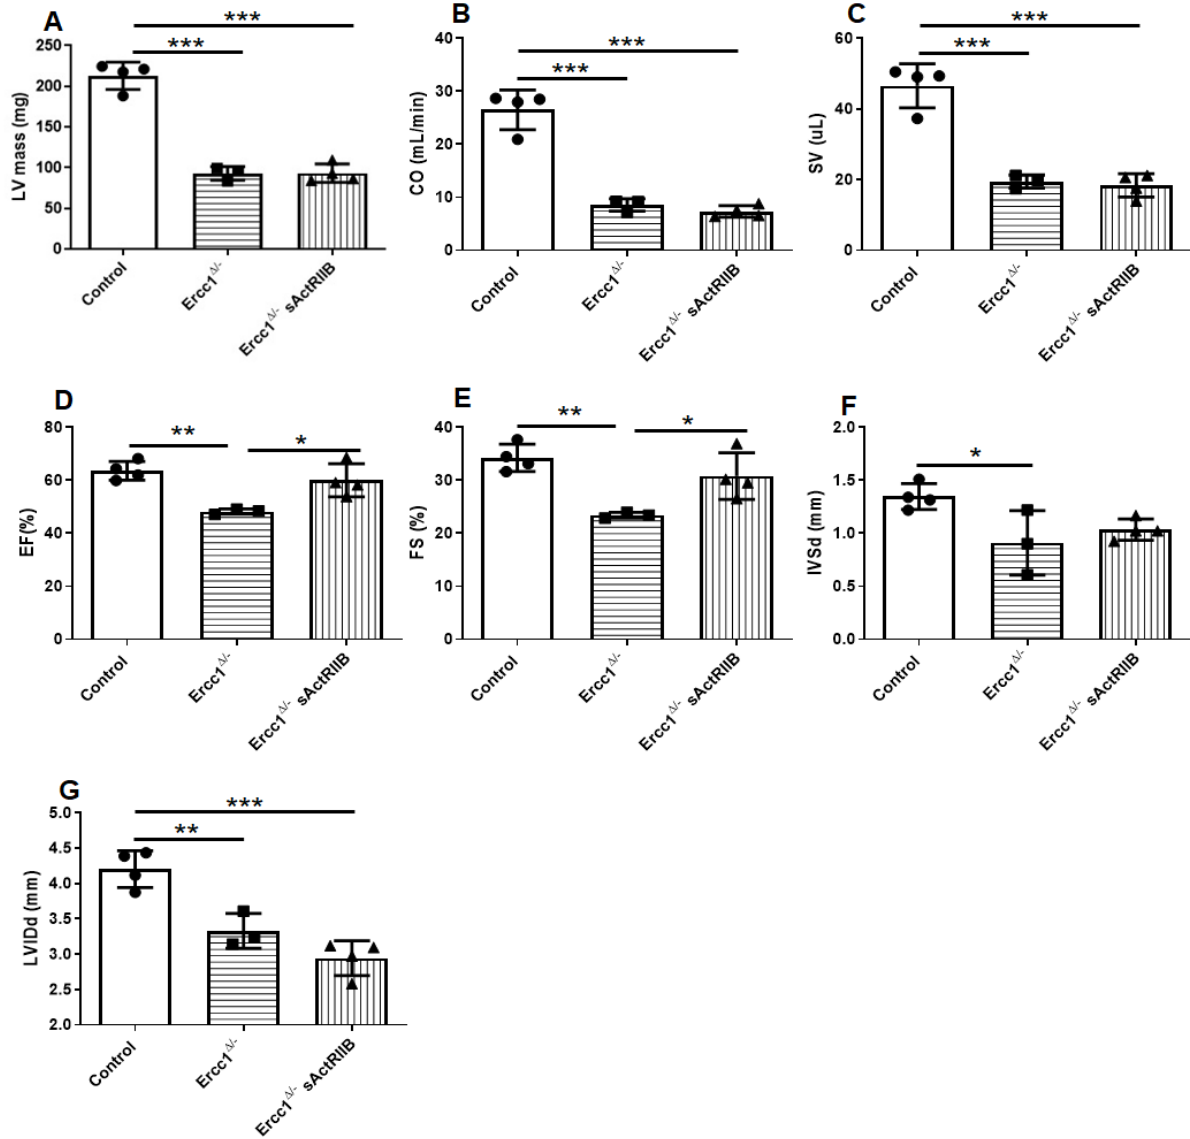 A
***
***
LV mass (mg)
250
200
150
100
50
0
Control
Ercc1Δ/-
Ercc1Δ/- sActRIIB
B
***
***
CO (mL/min)
40
30
20
10
0
Control
Ercc1Δ/-
Ercc1Δ/- sActRIIB
C
***
***
SV (uL)
60
40
20
0
Control
Ercc1Δ/-
Ercc1Δ/- sActRIIB
D
**
*
EF(%)
80
60
40
20
0
Control
Ercc1Δ/-
Ercc1Δ/- sActRIIB
E
**
*
FS (%)
40
30
20
10
0
Control
Ercc1Δ/-
Ercc1Δ/- sActRIIB
F
*
IVSd (mm)
2.0
1.5
1.0
0.5
0.0
Control
Ercc1Δ/-
Ercc1Δ/- sActRIIB
G
***
**
LVIDd (mm)
5.0
4.5
4.0
3.5
3.0
2.5
2.0
Control
Ercc1Δ/-
Ercc1Δ/- sActRIIB